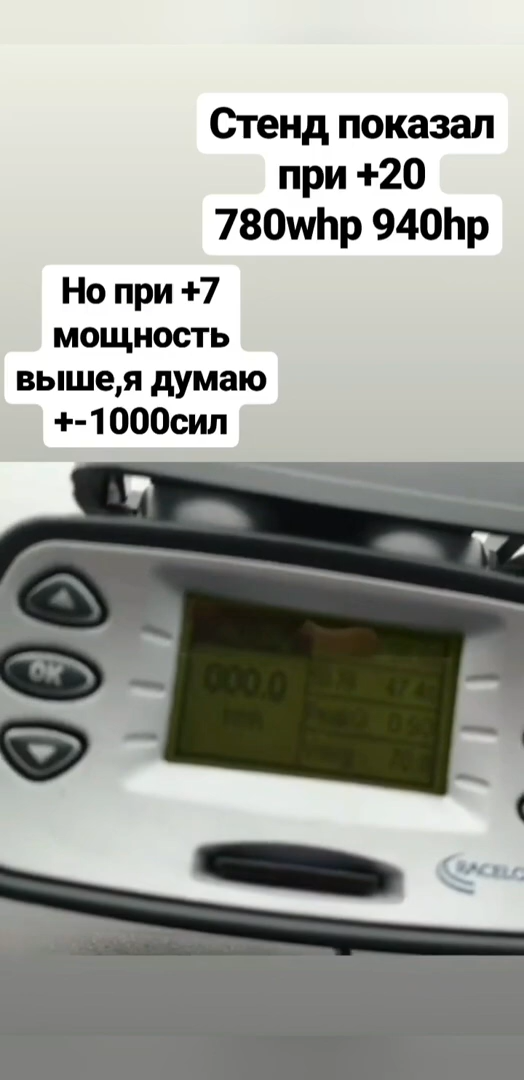 Стенд показал
при +20
780whp 940hp
Но при +7
мощность
выше,я думаю
+-1000сил
OK
000.0